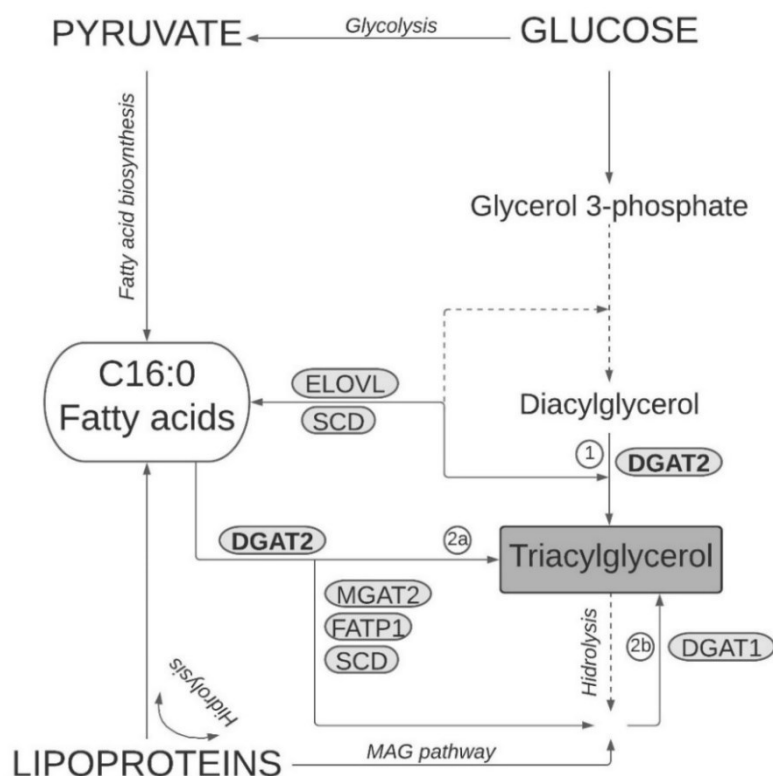 PYRUVATE
Glycolysis
GLUCOSE
Fatty acid biosynthesis
Glycerol 3-phosphate
C16:0
Fatty acids
ELOVL
SCD
Diacylglycerol
1
DGAT2
DGAT2
2a
Triacylglycerol
MGAT2
FATP1
SCD
Hidrolysis
2b
DGAT1
Hidrolysis
LIPOPROTEINS
MAG pathway